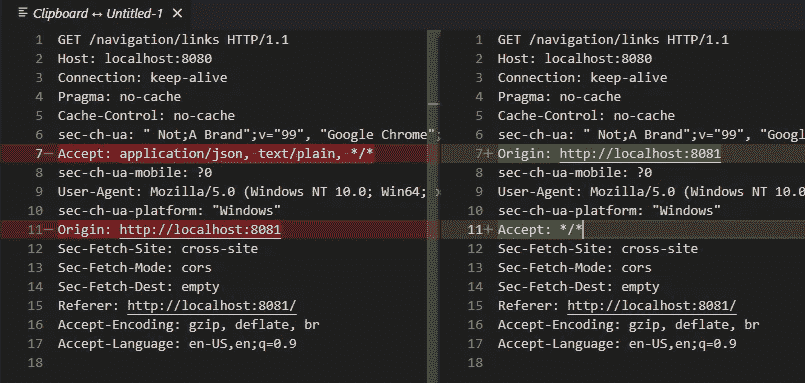 Clipboard ↔ Untitled-1 ×
1 GET /navigation/links HTTP/1.1
2 Host: localhost:8080
3 Connection: keep-alive
4 Pragma: no-cache
5 Cache-Control: no-cache
6 sec-ch-ua: " Not;A Brand";v="99", "Google Chrome";
7− Accept: application/json, text/plain, */*
8 sec-ch-ua-mobile: ?0
9 User-Agent: Mozilla/5.0 (Windows NT 10.0; Win64;
10 sec-ch-ua-platform: "Windows"
11− Origin: http://localhost:8081
12 Sec-Fetch-Site: cross-site
13 Sec-Fetch-Mode: cors
14 Sec-Fetch-Dest: empty
15 Referer: http://localhost:8081/
16 Accept-Encoding: gzip, deflate, br
17 Accept-Language: en-US,en;q=0.9
18
1 GET /navigation/links HTTP/1.1
2 Host: localhost:8080
3 Connection: keep-alive
4 Pragma: no-cache
5 Cache-Control: no-cache
6 sec-ch-ua: " Not;A Brand";v="99", "Goog
7+ Origin: http://localhost:8081
8 sec-ch-ua-mobile: ?0
9 User-Agent: Mozilla/5.0 (Windows NT 10.
10 sec-ch-ua-platform: "Windows"
11+ Accept: */*
12 Sec-Fetch-Site: cross-site
13 Sec-Fetch-Mode: cors
14 Sec-Fetch-Dest: empty
15 Referer: http://localhost:8081/
16 Accept-Encoding: gzip, deflate, br
17 Accept-Language: en-US,en;q=0.9
18